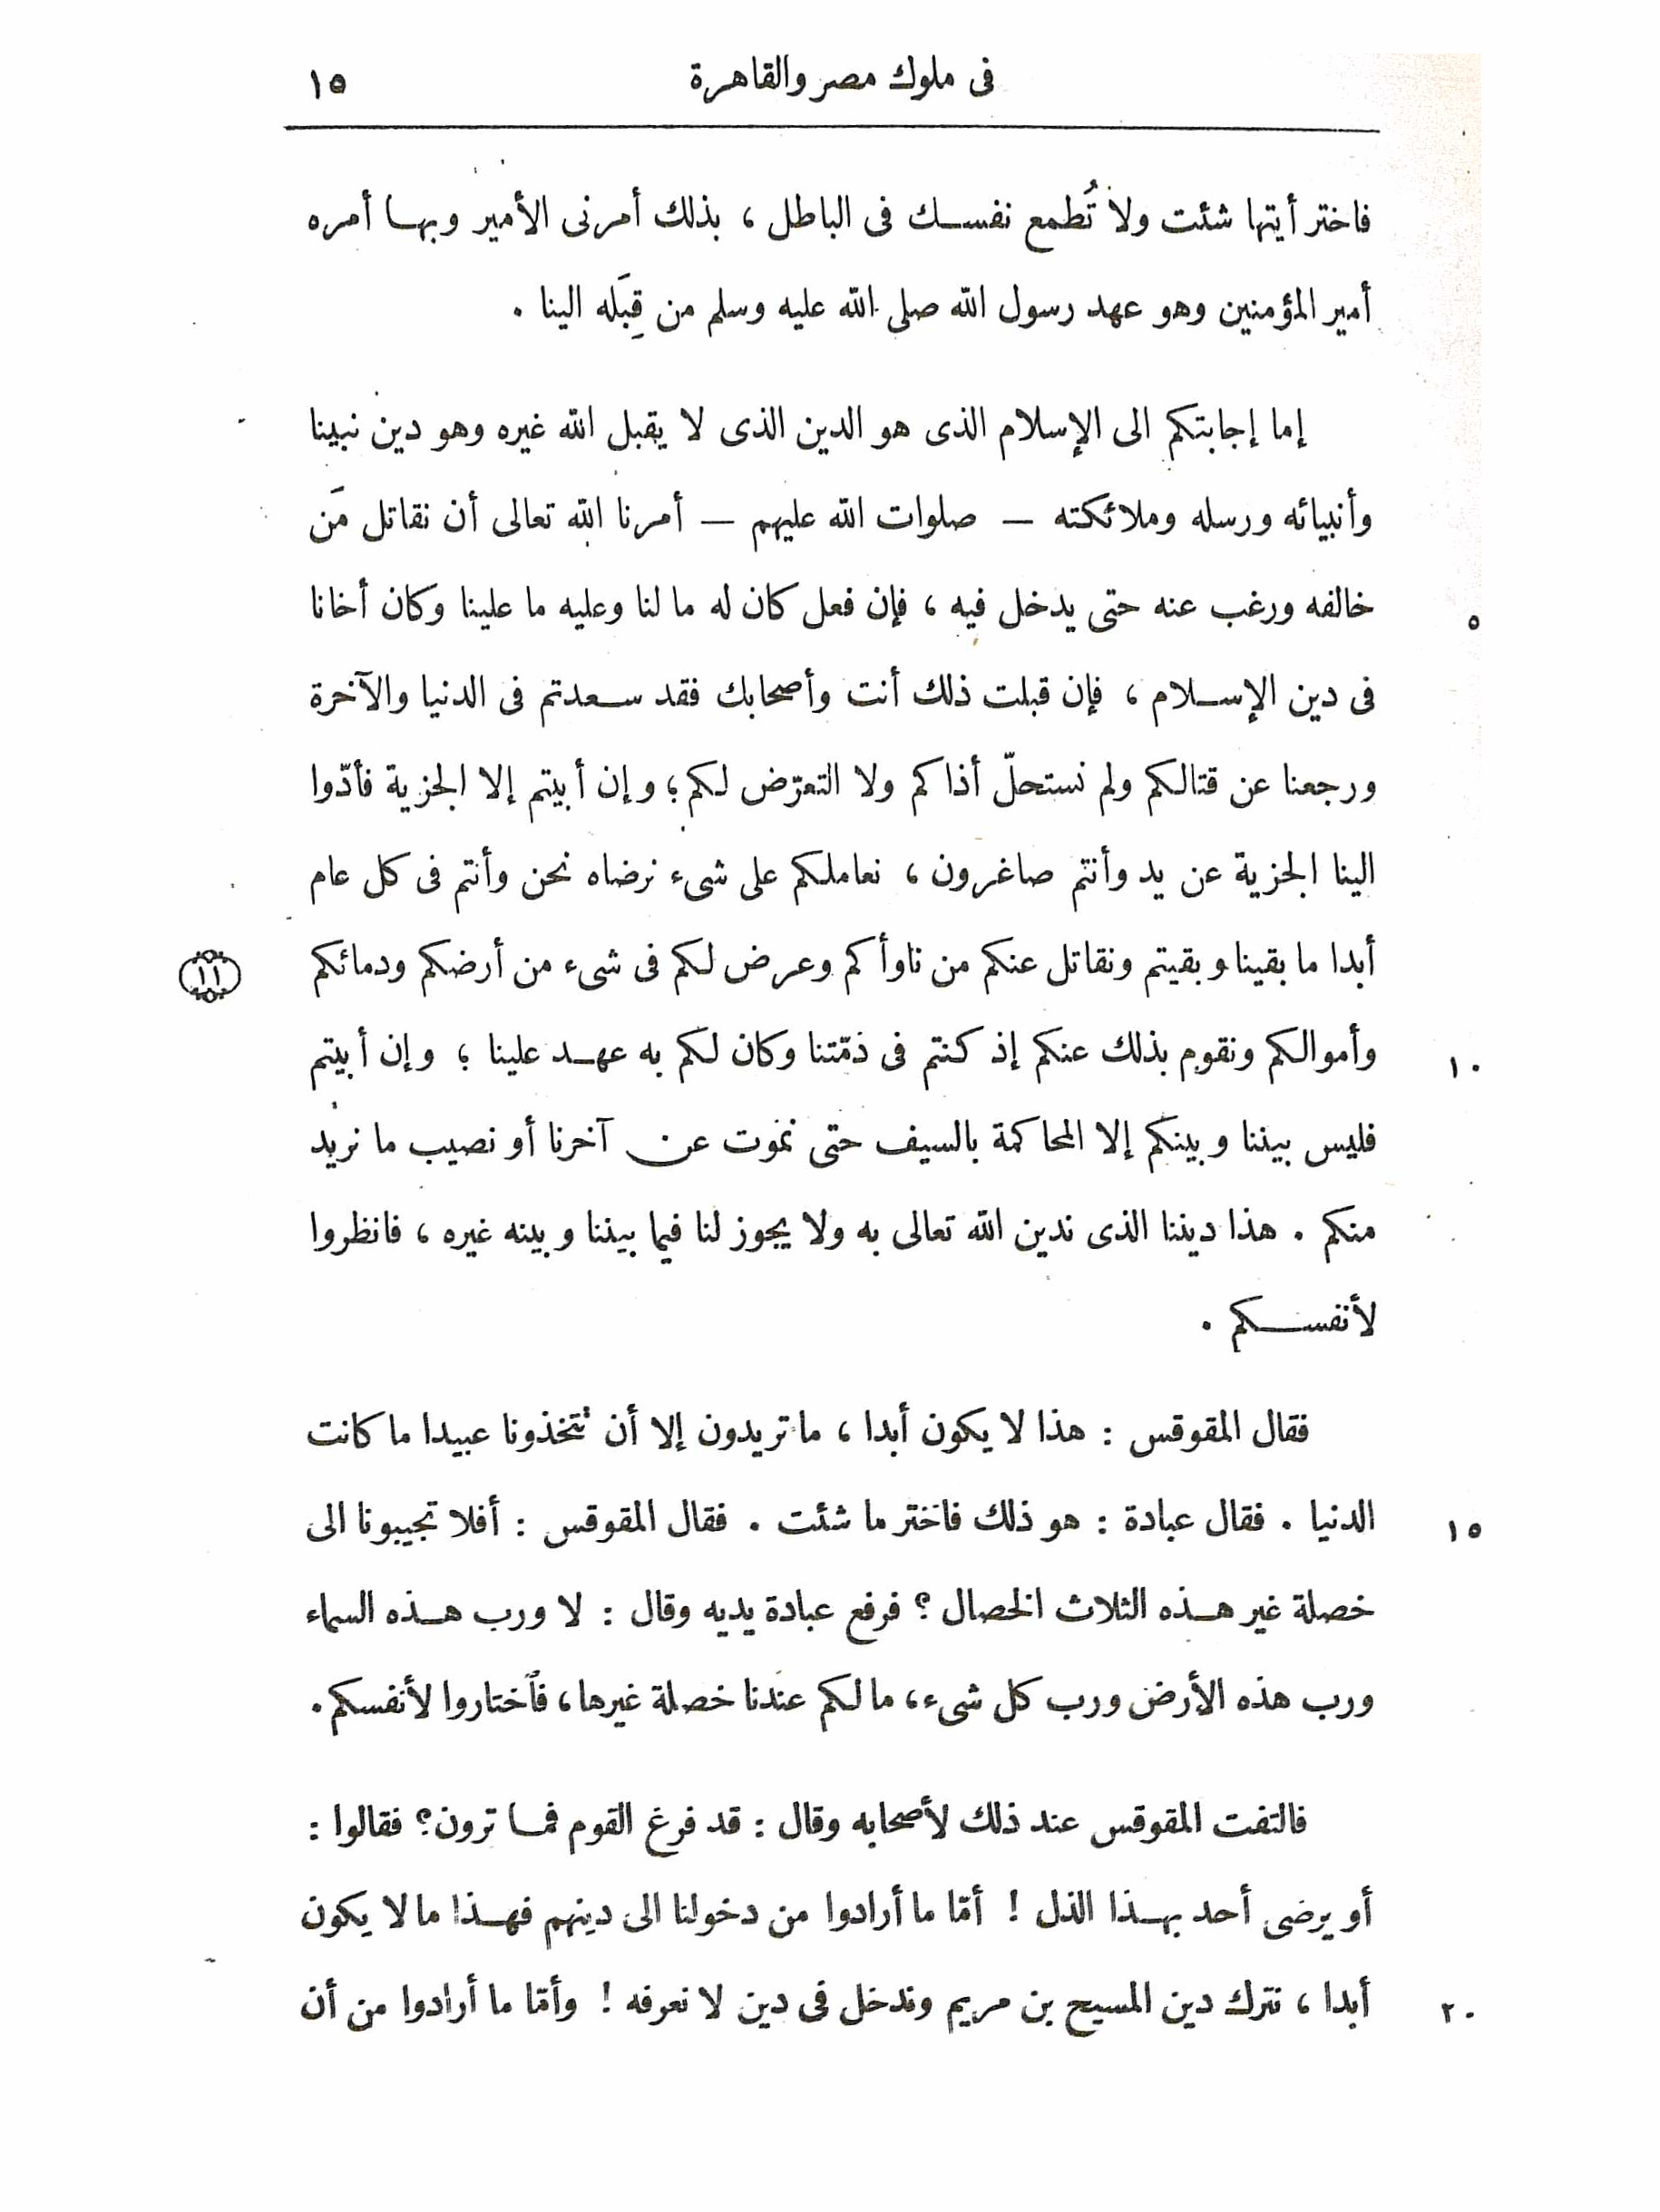 فى ملوك مصر والقاهرة ١٥
فاختر أيتها شئت ولا تُطمع نفسك فى الباطل ، بذلك أمرنى الأمير وبها أمره
أمير المؤمنين وهو عهد رسول الله صلى الله عليه وسلم من قِبَله الينا .
إما إجابتكم الى الإسلام الذى هو الدين الذى لا يقبل الله غيره وهو دين نبينا
وأنبيائه ورسله وملائكته — صلوات الله عليهم — أمرنا الله تعالى أن نقاتل مَن
خالفه ورغب عنه حتى يدخل فيه ، فإن فعل كان له ما لنا وعليه ما علينا وكان أخانا ٥
فى دين الإسلام ، فإن قبلت ذلك أنت وأصحابك فقد سعدتم فى الدنيا والآخرة
ورجعنا عن قتالكم ولم نستحلّ أذاكم ولا التعرّض لكم؛ وإن أبيتم إلا الجزية فأدّوا
الينا الجزية عن يد وأنتم صاغرون ، نعاملكم على شىء نرضاه نحن وأنتم فى كل عام
أبدا ما بقينا وبقيتم ونقاتل عنكم من ناوأكم وعرض لكم فى شىء من أرضكم ودمائكم ١١
وأموالكم ونقوم بذلك عنكم إذ كنتم فى ذمّتنا وكان لكم به عهد علينا ؛ وإن أبيتم ١٠
فليس بيننا وبينكم إلا المحاكمة بالسيف حتى نموت عن آخرنا أو نصيب ما نريد
منكم . هذا ديننا الذى ندين الله تعالى به ولا يجوز لنا فيما بيننا وبينه غيره ، فانظروا
لأنفسكم .
فقال المقوقس : هذا لا يكون أبدا ، ما تريدون إلا أن تتخذونا عبيدا ما كانت
الدنيا . فقال عبادة : هو ذلك فاختر ما شئت . فقال المقوقس : أفلا تجيبونا الى ١٥
خصلة غير هذه الثلاث الخصال ؟ فرفع عبادة يديه وقال : لا ورب هذه السماء
ورب هذه الأرض ورب كل شىء، ما لكم عندنا خصلة غيرها، فٱختاروا لأنفسكم.
فالتفت المقوقس عند ذلك لأصحابه وقال : قد فرغ القوم فما ترون؟ فقالوا :
أو يرضى أحد بهذا الذل ! أمّا ما أرادوا من دخولنا الى دينهم فهذا ما لا يكون
أبدا ، نترك دين المسيح بن مريم وندخل فى دين لا نعرفه ! وأمّا ما أرادوا من أن ٢٠